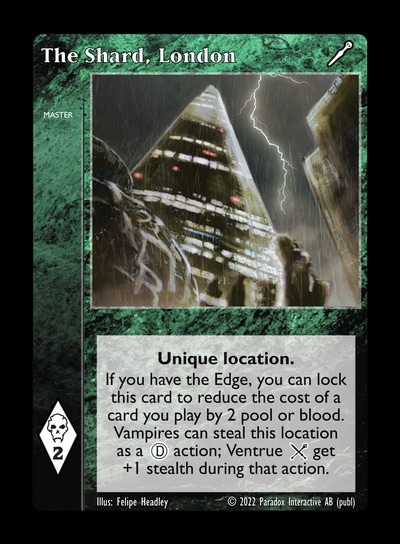 The Shard, London
MASTER
Unique location.
If you have the Edge, you can lock
this card to reduce the cost of a
card you play by 2 pool or blood.
Vampires can steal this location
as a Ⓓ action; Ventrue get
+1 stealth during that action.
2
Illus: Felipe Headley © 2022 Paradox Interactive AB (publ)